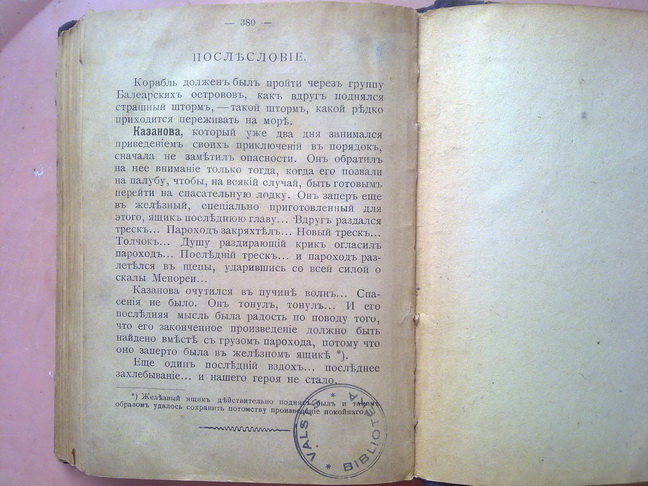 — 380 —
ПОСЛѢСЛОВІЕ.
Корабль долженъ былъ пройти черезъ группу
Балеарскихъ острововъ, какъ вдругъ поднялся
страшный штормъ, — такой штормъ, какой рѣдко
приходится переживать на морѣ.
Казанова, который уже два дня занимался
приведеніемъ своихъ приключеній въ порядокъ,
сначала не замѣтилъ опасности. Онъ обратилъ
на нее вниманіе только тогда, когда его позвали
на палубу, чтобы, на всякій случай, быть готовымъ
перейти на спасательную лодку. Онъ заперъ еще
въ желѣзный, спеціально приготовленный для
этого, ящикъ послѣднюю главу... Вдругъ раздался
трескъ... Пароходъ закряхтѣлъ... Новый трескъ...
Толчокъ... Душу раздирающій крикъ огласилъ
пароходъ... Послѣдній трескъ... и пароходъ раз-
летѣлся въ щепы, ударившись со всей силой о
скалы Менореи...
Казанова очутился въ пучинѣ волнъ... Спа-
сенія не было. Онъ тонулъ, тонулъ... И его
послѣдняя мысль была радость по поводу того,
что его законченное произведеніе должно быть
найдено вмѣстѣ съ грузомъ парохода, потому что
оно заперто было въ желѣзномъ ящикѣ *).
Еще одинъ послѣдній вздохъ... послѣднее
захлебываніе... и нашего героя не стало.
*) Желѣзный ящикъ дѣйствительно поднятъ былъ и такимъ
образомъ удалось сохранить потомству произведеніе покойнаго.
VALSTS
BIBLIOTEKA